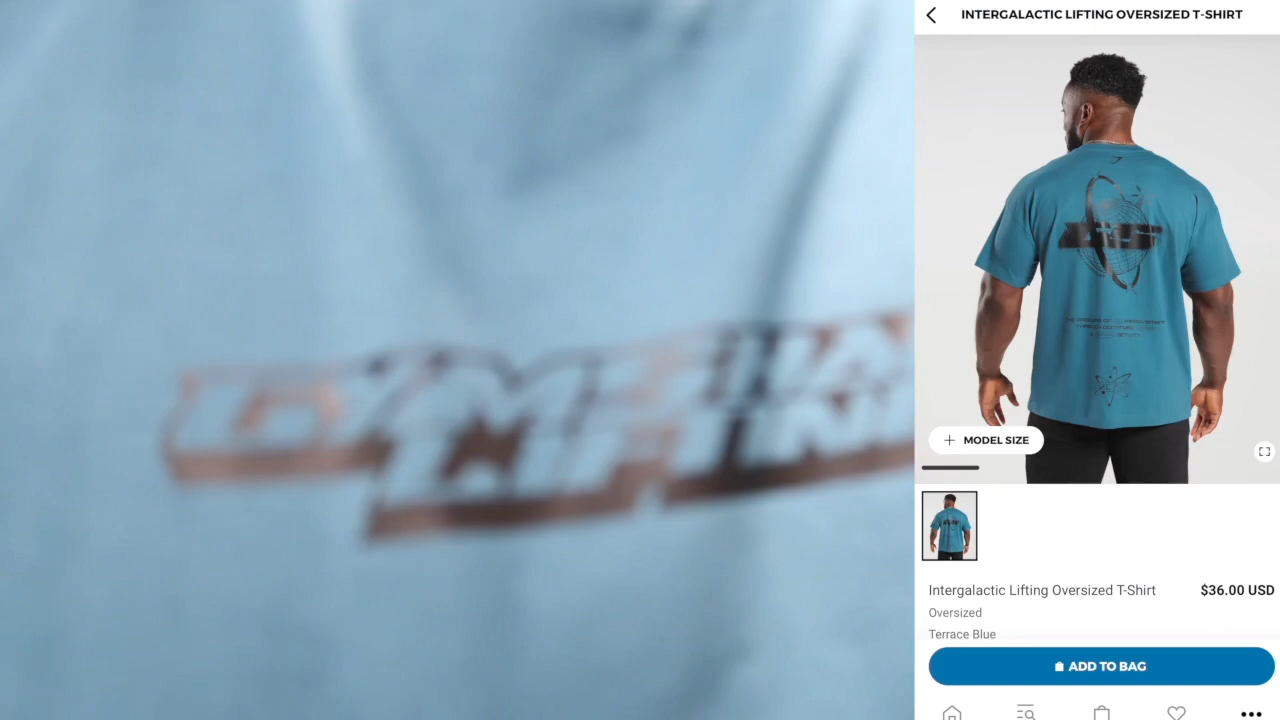 INTERGALACTIC LIFTING OVERSIZED T-SHIRT
MODEL SIZE
Intergalactic Lifting Oversized T-Shirt
$36.00 USD
Oversized
Terrace Blue
ADD TO BAG
LIFTING